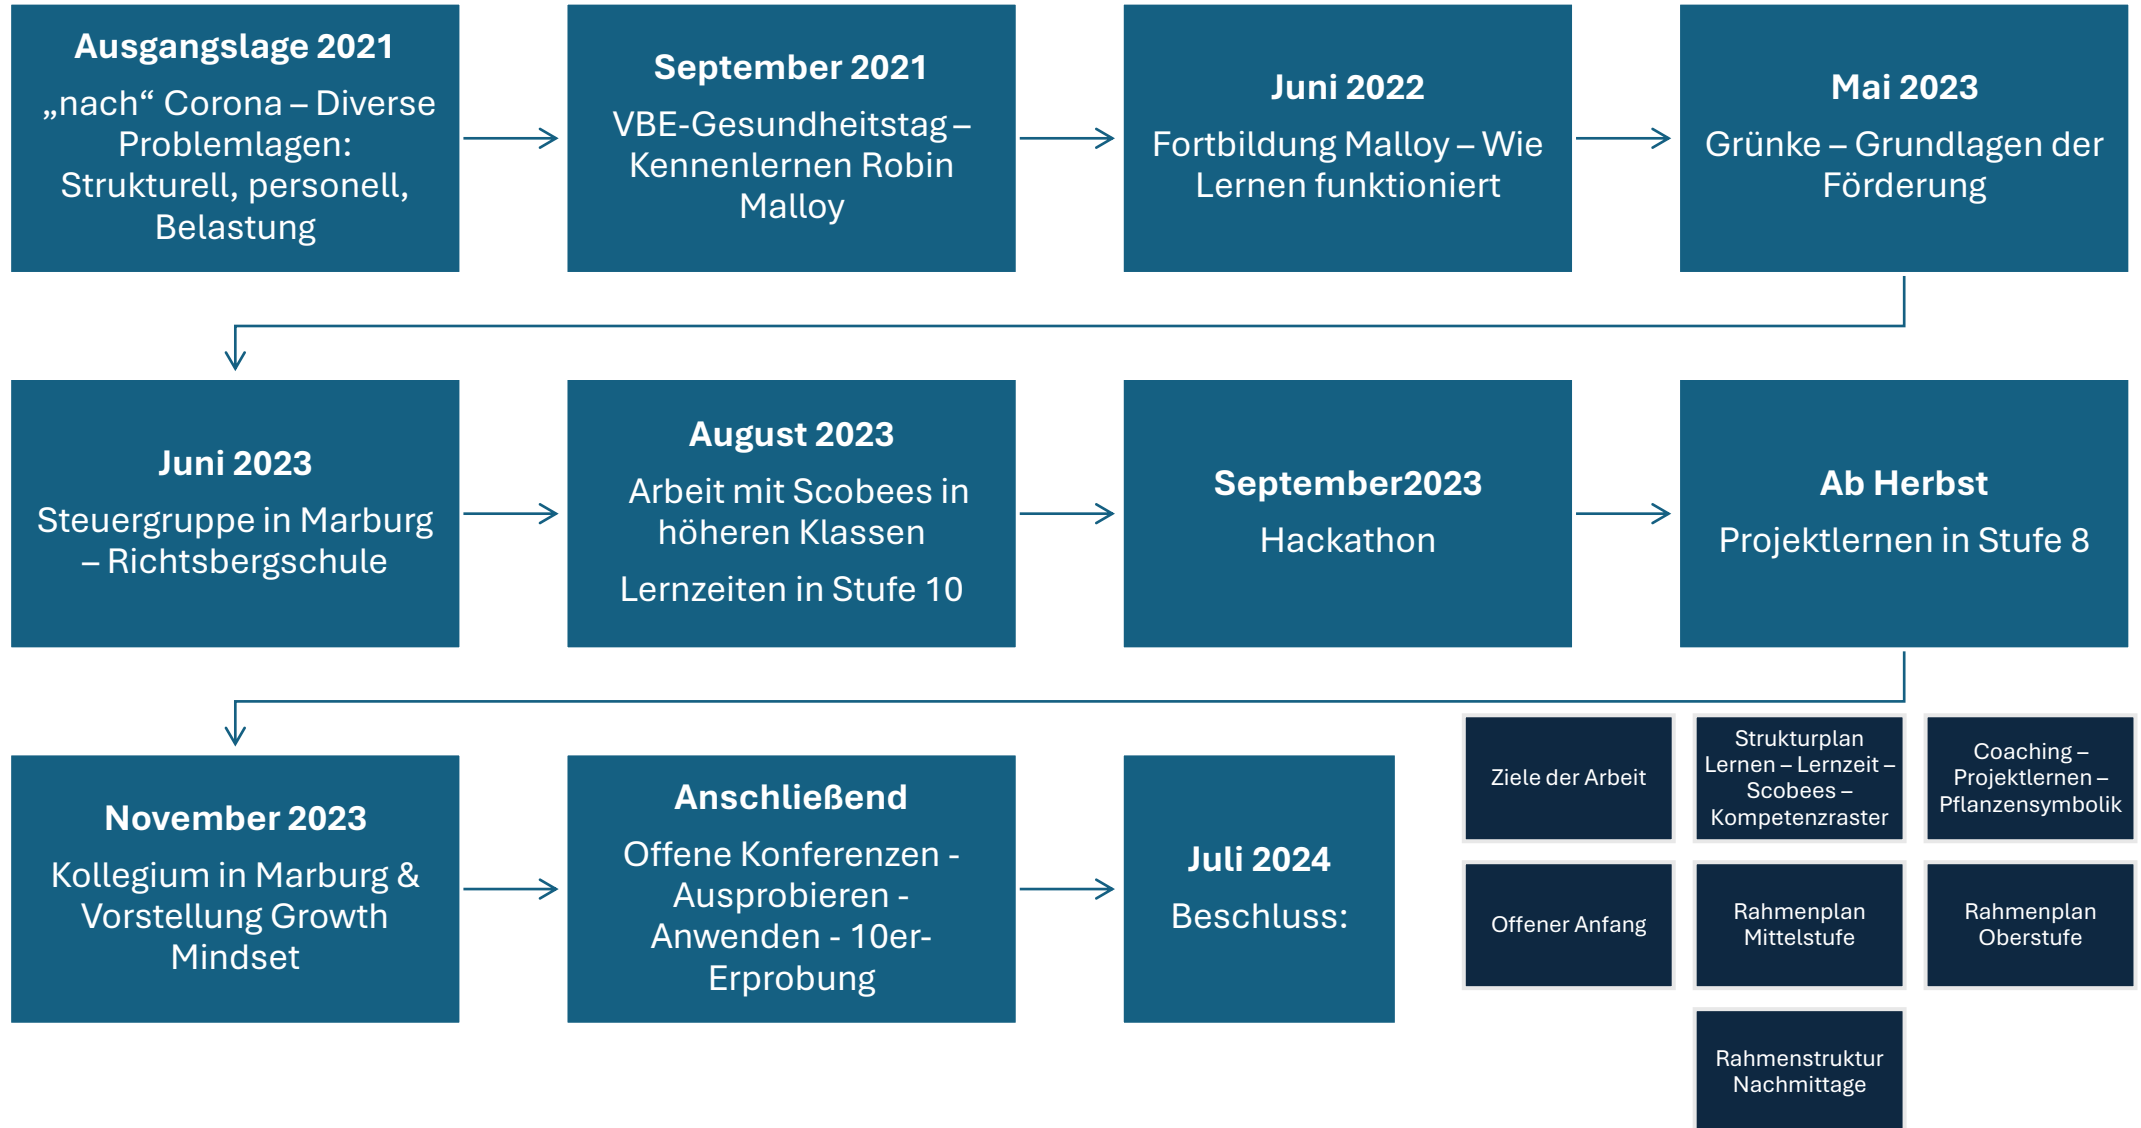 Ausgangslage 2021
„nach“ Corona – Diverse
Problemlagen:
Strukturell, personell,
Belastung
September 2021
VBE-Gesundheitstag –
Kennenlernen Robin
Malloy
Juni 2022
Fortbildung Malloy – Wie
Lernen funktioniert
Mai 2023
Grünke – Grundlagen der
Förderung
Juni 2023
Steuergruppe in Marburg
– Richtsbergschule
August 2023
Arbeit mit Scobees in
höheren Klassen
Lernzeiten in Stufe 10
September2023
Hackathon
Ab Herbst
Projektlernen in Stufe 8
November 2023
Kollegium in Marburg &
Vorstellung Growth
Mindset
Anschließend
Offene Konferenzen -
Ausprobieren -
Anwenden - 10er-
Erprobung
Juli 2024
Beschluss:
Ziele der Arbeit
Strukturplan
Lernen – Lernzeit –
Scobees –
Kompetenzraster
Coaching –
Projektlernen –
Pflanzensymbolik
Offener Anfang
Rahmenplan
Mittelstufe
Rahmenplan
Oberstufe
Rahmenstruktur
Nachmittage